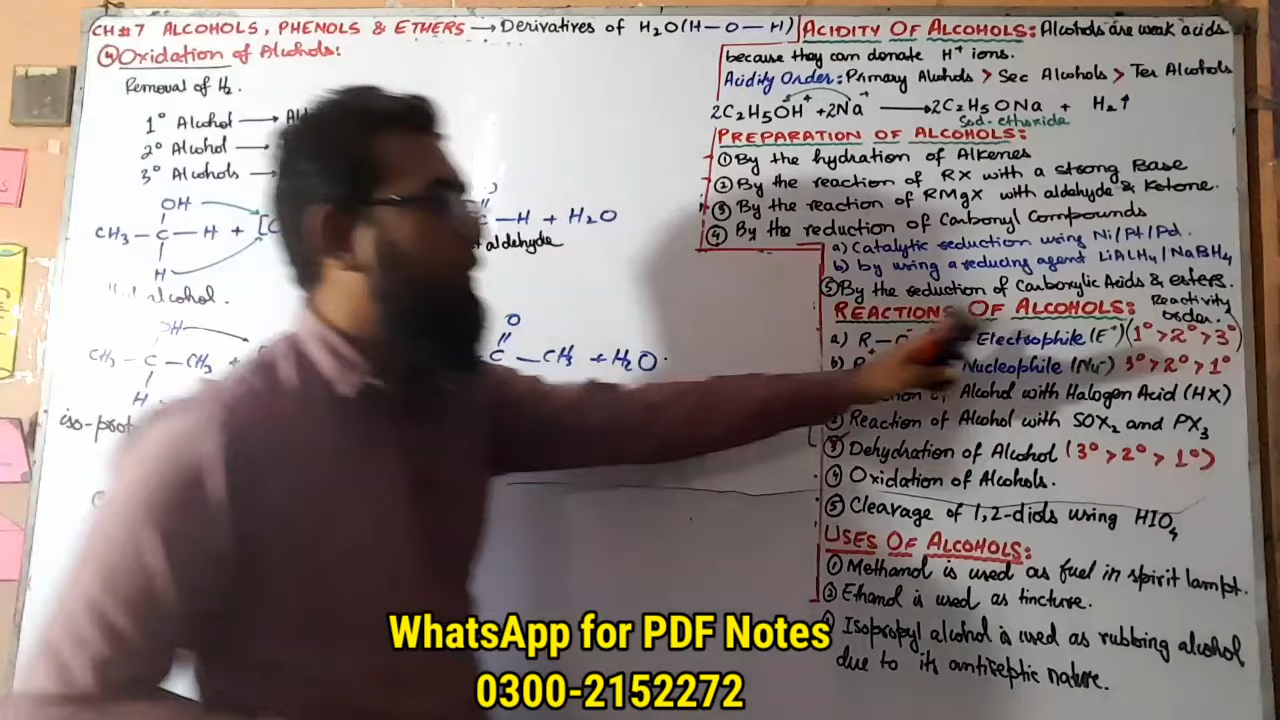 CH#7 ALCOHOLS, PHENOLS & ETHERS → Derivatives of H2O(H-O-H)
④ Oxidation of Alcohols:
Removal of H2.
1° Alcohol →
2° Alcohol →
3° Alcohols →
OH
CH3 - C - H + [
H
C - H + H2O
aldehyde
alcohol.
OH
CH3 - C - CH3 +
H
O
C - CH3 + H2O.
ACIDITY OF ALCOHOLS: Alcohols are weak acids
because they can donate H+ ions.
Acidity Order: Primary Alcohols > Sec Alcohols > Ter Alcohols
2C2H5OH + 2Na → 2C2H5ONa + H2↑
Sod-ethoxide
PREPARATION OF ALCOHOLS:
① By the hydration of Alkenes
② By the reaction of RX with a strong Base
③ By the reaction of RMgX with aldehyde & Ketone.
④ By the reduction of Carbonyl Compounds
a) Catalytic reduction using Ni/Pt/Pd.
b) by using a reducing agent LiALH4/NaBH4
⑤ By the reduction of Carboxylic Acids & esters.
REACTIONS OF ALCOHOLS: Reactivity order.
a) R - Electrophile (E+) (1° > 2° > 3°)
b) Nucleophile (Nu-) 3° > 2° > 1°
of Alcohol with Halogen Acid (HX)
② Reaction of Alcohol with SOX2 and PX3
③ Dehydration of Alcohol (3° > 2° > 1°)
④ Oxidation of Alcohols.
⑤ Clearage of 1,2-diols using HIO4
USES OF ALCOHOLS:
① Methanol is used as fuel in spirit lampt.
② Ethanol is used as tincture.
Isopropyl alcohol is used as rubbing alcohol
due to its antiseptic nature.
WhatsApp for PDF Notes
0300-2152272